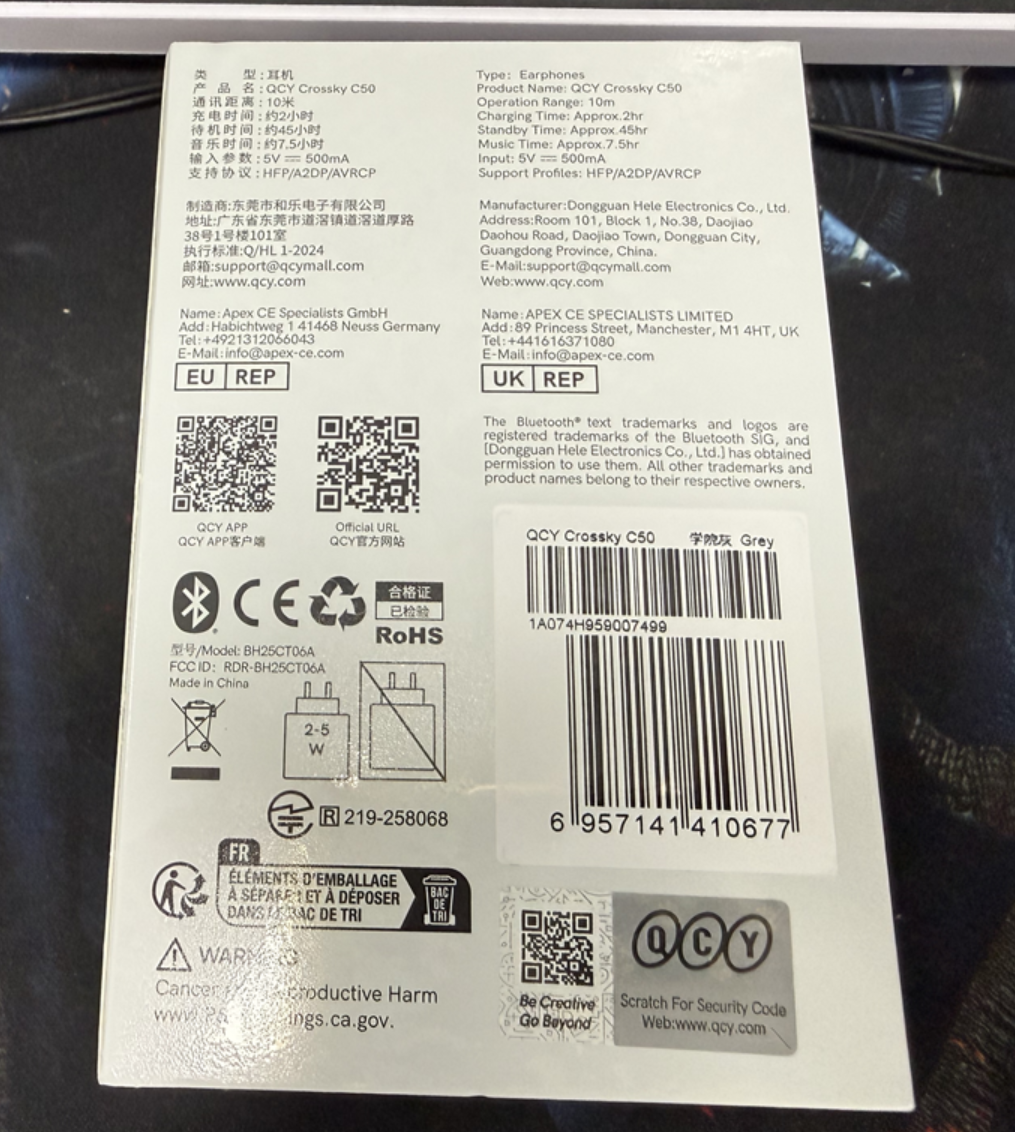 类 型:耳机
产 品 名:QCY Crossky C50
通讯距离:10米
充电时间:约2小时
待机时间:约45小时
音乐时间:约7.5小时
输入参数:5V ⎓ 500mA
支持协议:HFP/A2DP/AVRCP
制造商:东莞市和乐电子有限公司
地址:广东省东莞市道滘镇道滘道厚路
38号1号楼101室
执行标准:Q/HL 1-2024
邮箱:support@qcymall.com
网址:www.qcy.com
Type: Earphones
Product Name: QCY Crossky C50
Operation Range: 10m
Charging Time: Approx.2hr
Standby Time: Approx.45hr
Music Time: Approx.7.5hr
Input: 5V ⎓ 500mA
Support Profiles: HFP/A2DP/AVRCP
Manufacturer:Dongguan Hele Electronics Co., Ltd.
Address:Room 101, Block 1, No.38, Daojiao
Daohou Road, Daojiao Town, Dongguan City,
Guangdong Province, China.
E-Mail:support@qcymall.com
Web:www.qcy.com
Name:Apex CE Specialists GmbH
Add:Habichtweg 1 41468 Neuss Germany
Tel:+4921312066043
E-Mail:info@apex-ce.com
EU REP
Name:APEX CE SPECIALISTS LIMITED
Add:89 Princess Street, Manchester, M1 4HT, UK
Tel:+441616371080
E-Mail:info@apex-ce.com
UK REP
QCY APP
QCY APP客户端
Official URL
QCY官方网站
The Bluetooth® text trademarks and logos are
registered trademarks of the Bluetooth SIG, and
[Dongguan Hele Electronics Co., Ltd.] has obtained
permission to use them. All other trademarks and
product names belong to their respective owners.
QCY Crossky C50 学院灰 Grey
1A074H959007499
6 957141 410677
CE
合格证
已检验
RoHS
型号/Model: BH25CT06A
FCC ID: RDR-BH25CT06A
Made in China
2-5
W
R 219-258068
FR
ÉLÉMENTS D'EMBALLAGE
À SÉPARER ET À DÉPOSER
DANS LE BAC DE TRI
BAC
DE
TRI
WARNING
Cancer productive Harm
www. ings.ca.gov.
Be Creative
Go Beyond
QCY
Scratch For Security Code
Web:www.qcy.com